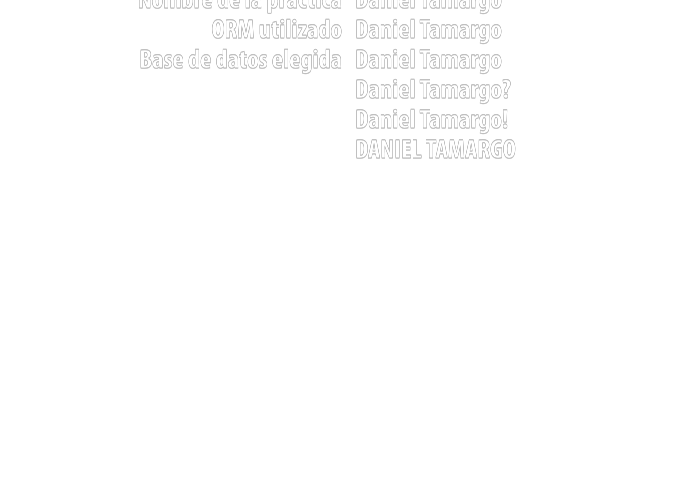 Nombre de la práctica Daniel Tamargo
ORM utilizado Daniel Tamargo
Base de datos elegida Daniel Tamargo
Daniel Tamargo?
Daniel Tamargo!
DANIEL TAMARGO